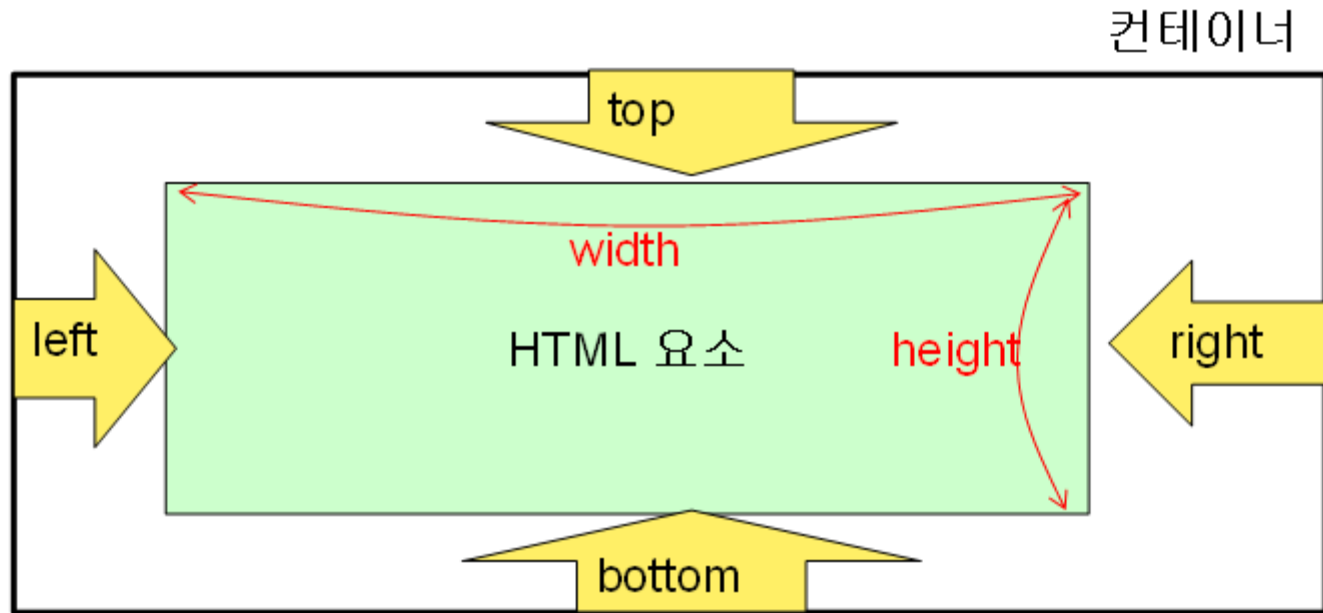 컨테이너
top
width
left
HTML 요소
height
right
bottom